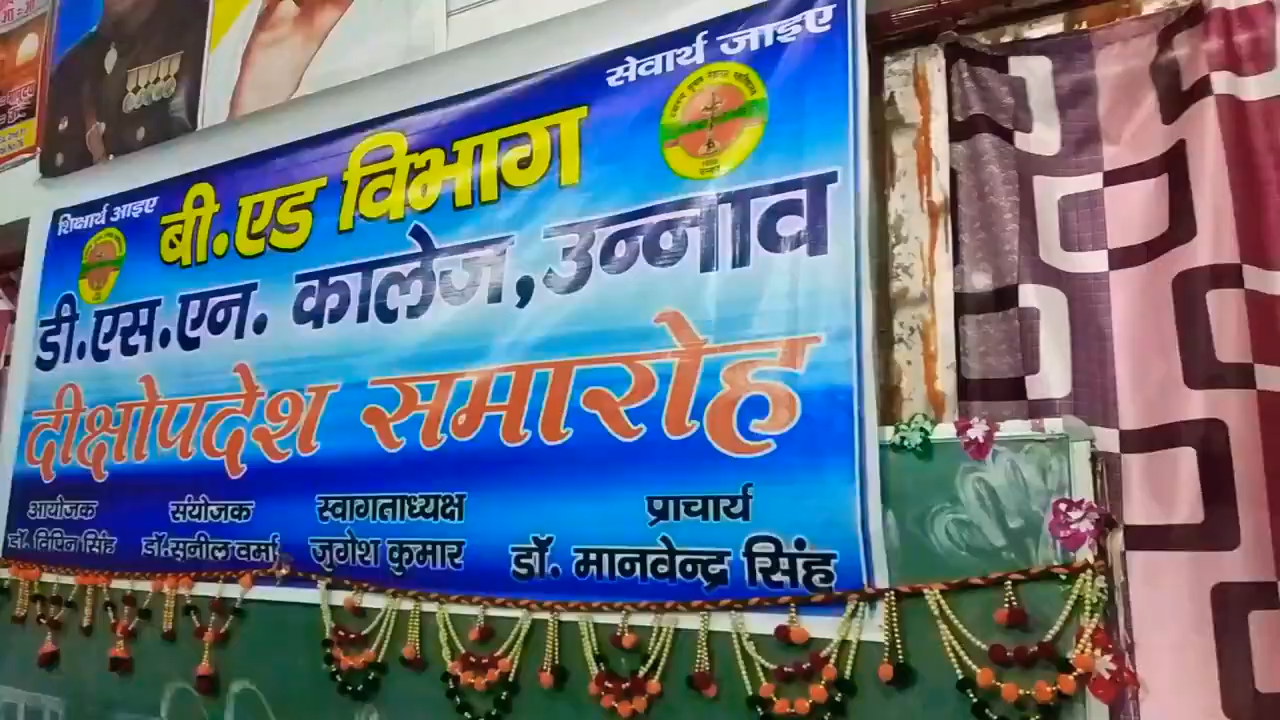 सेवार्थ जाइए
शिक्षार्थ आइए
बी.एड विभाग
डी.एस.एन. कालेज,उन्नाव
दीक्षोपदेश समारोह
आयोजक संयोजक स्वागताध्यक्ष प्राचार्य
डॉ. विपिन सिंह डॉ.सुनील वर्मा जुगेश कुमार डॉ. मानवेन्द्र सिंह